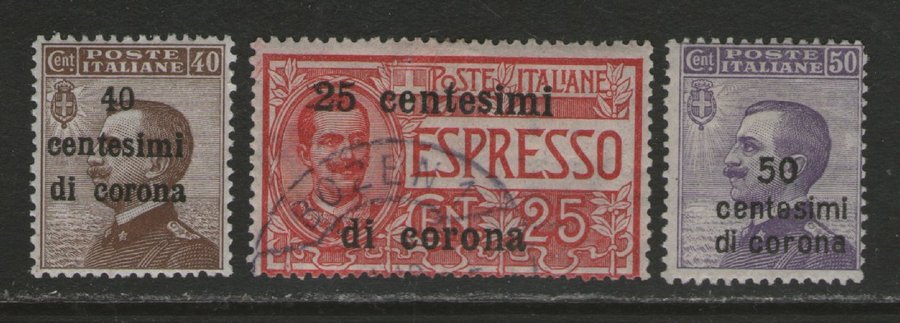 Cent POSTE ITALIANE 40
40
centesimi
di corona
POSTE ITALIANE
25 centesimi
ESPRESSO
BOZEN
CENT. 25
di corona
Cent POSTE ITALIANE 50
50
centesimi
di corona